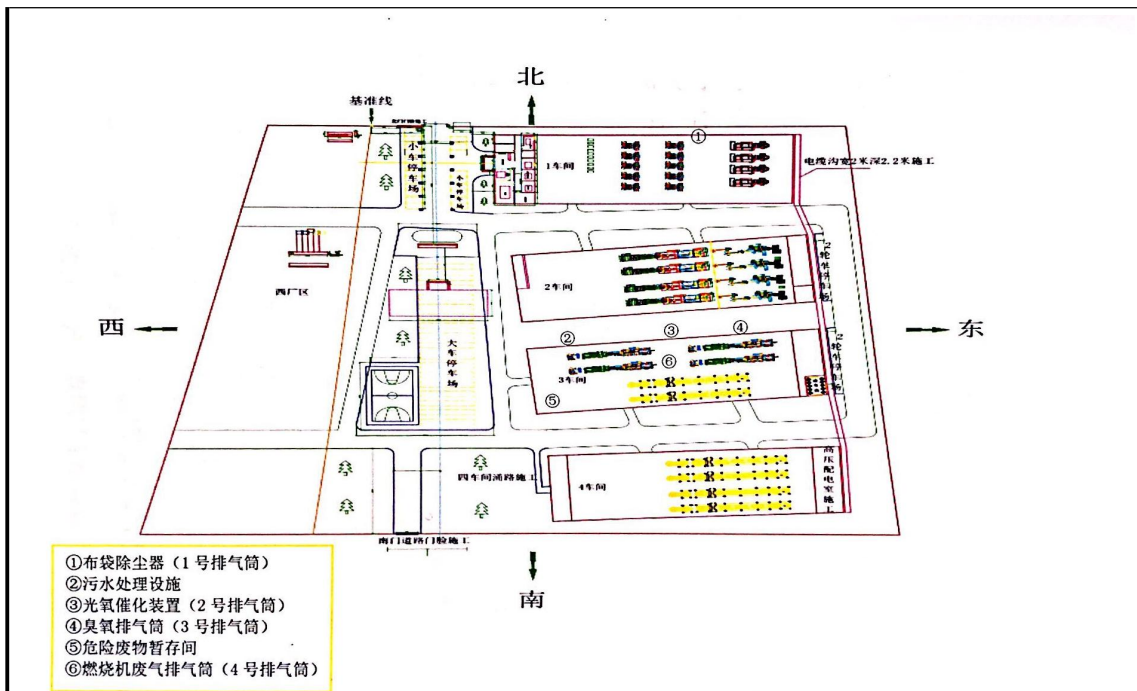 北
基准线
小车停车场
小车停车场
1车间
①
电缆沟宽2米深2.2米施工
西厂区
2车间
西
东
大车停车场
②
③
④
⑥
3车间
⑤
四车间涌路施工
4车间
高压配电室施工
南门道路门脸施工
南
①布袋除尘器（1号排气筒）
②污水处理设施
③光氧催化装置（2号排气筒）
④臭氧排气筒（3号排气筒）
⑤危险废物暂存间
⑥燃烧机废气排气筒（4号排气筒）